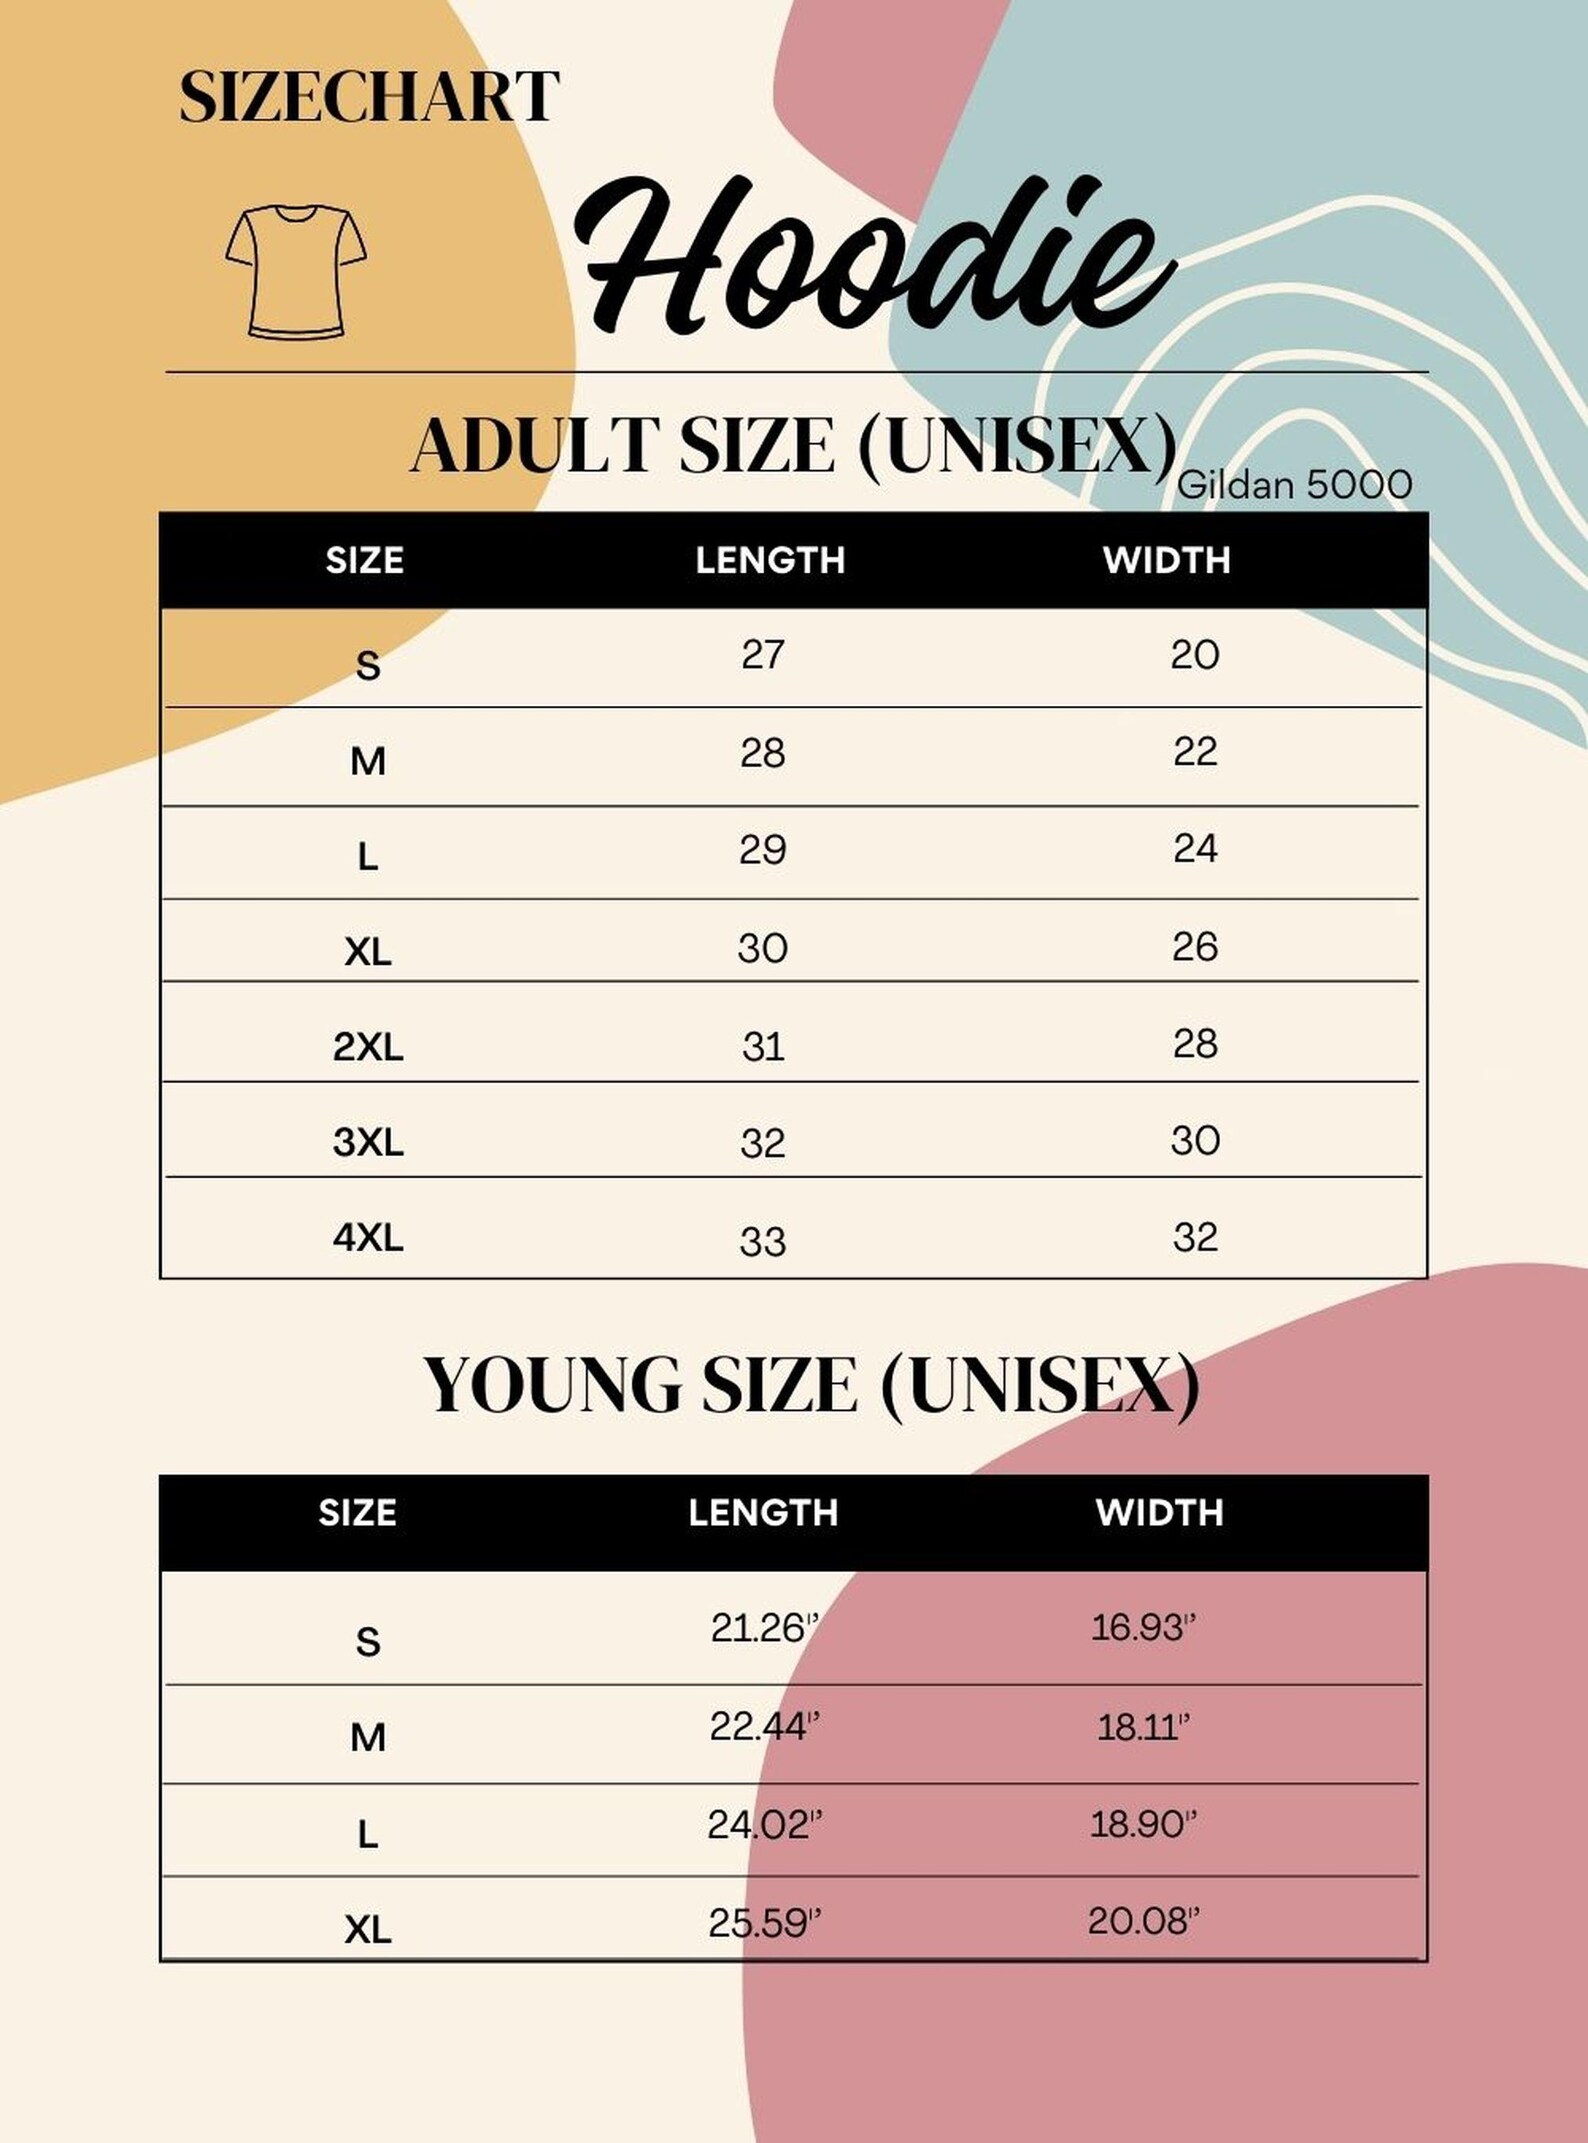 SIZECHART
Hoodie
ADULT SIZE (UNISEX)
Gildan 5000
SIZE LENGTH WIDTH
S 27 20
M 28 22
L 29 24
XL 30 26
2XL 31 28
3XL 32 30
4XL 33 32
YOUNG SIZE (UNISEX)
SIZE LENGTH WIDTH
S 21.26" 16.93"
M 22.44" 18.11"
L 24.02" 18.90"
XL 25.59" 20.08"